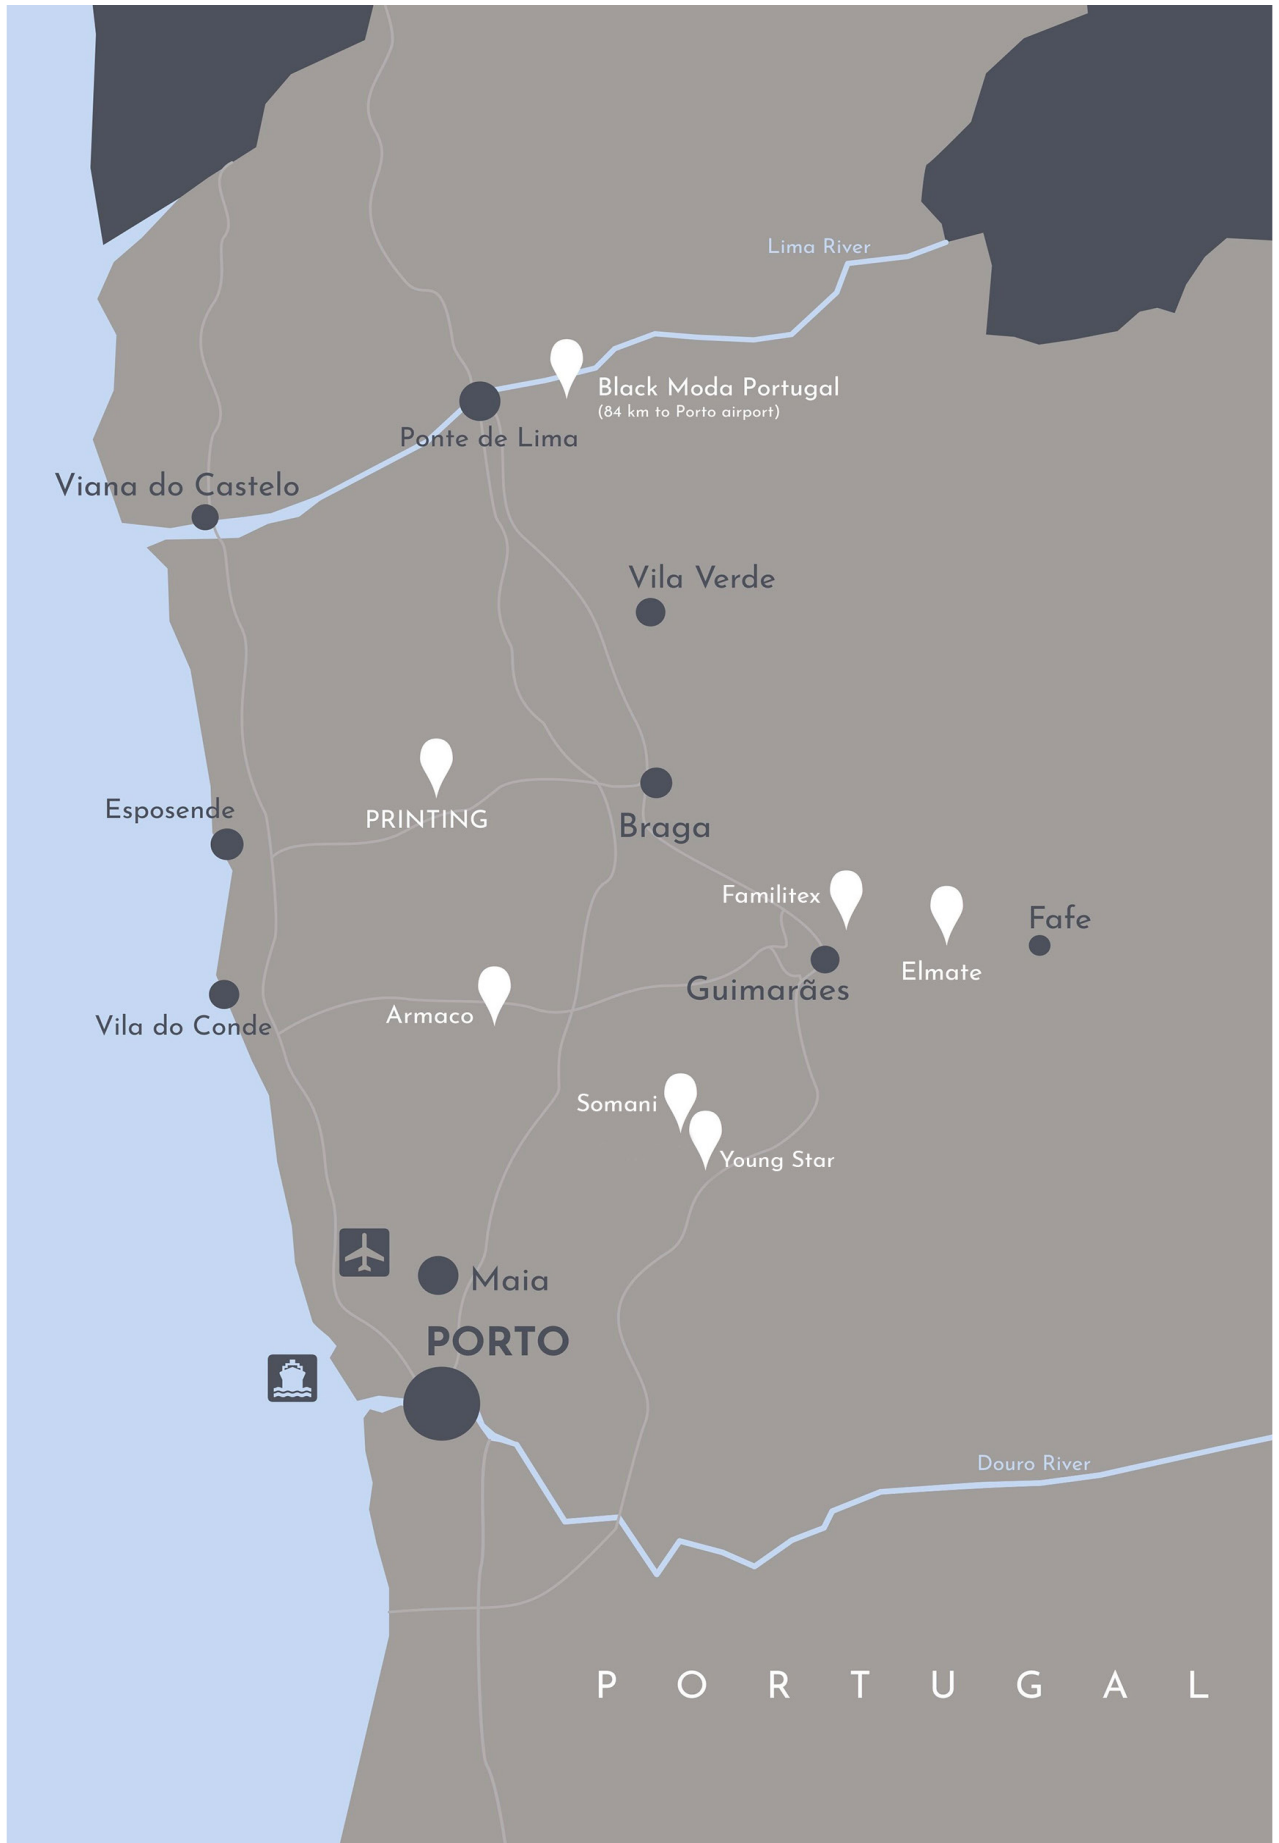 Lima River
Black Moda Portugal
(84 km to Porto airport)
Ponte de Lima
Viana do Castelo
Vila Verde
PRINTING
Esposende
Braga
Familitex
Fafe
Elmate
Guimarães
Armaco
Vila do Conde
Somani
Young Star
Maia
PORTO
Douro River
PORTUGAL